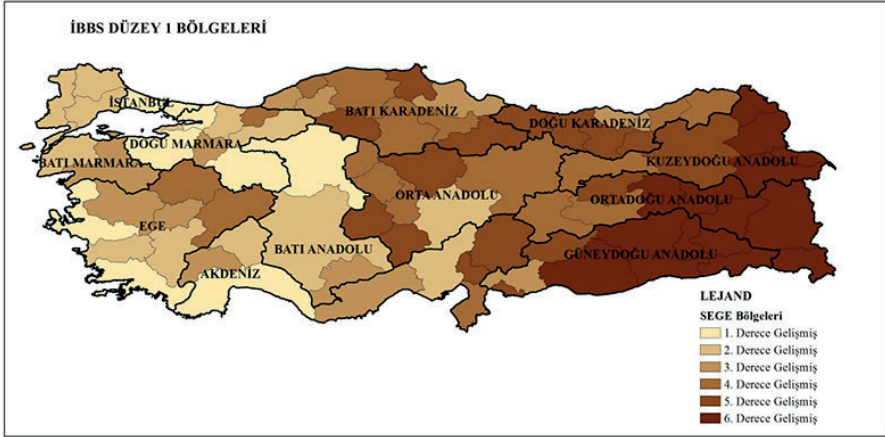 İBBS DÜZEY 1 BÖLGELERİ
İSTANBUL
BATI KARADENİZ
DOĞU KARADENİZ
DOĞU MARMARA
BATI MARMARA
KUZEYDOĞU ANADOLU
ORTA ANADOLU
ORTADOĞU ANADOLU
EGE
BATI ANADOLU
GÜNEYDOĞU ANADOLU
AKDENİZ
LEJAND
SEGE Bölgeleri
1. Derece Gelişmiş
2. Derece Gelişmiş
3. Derece Gelişmiş
4. Derece Gelişmiş
5. Derece Gelişmiş
6. Derece Gelişmiş